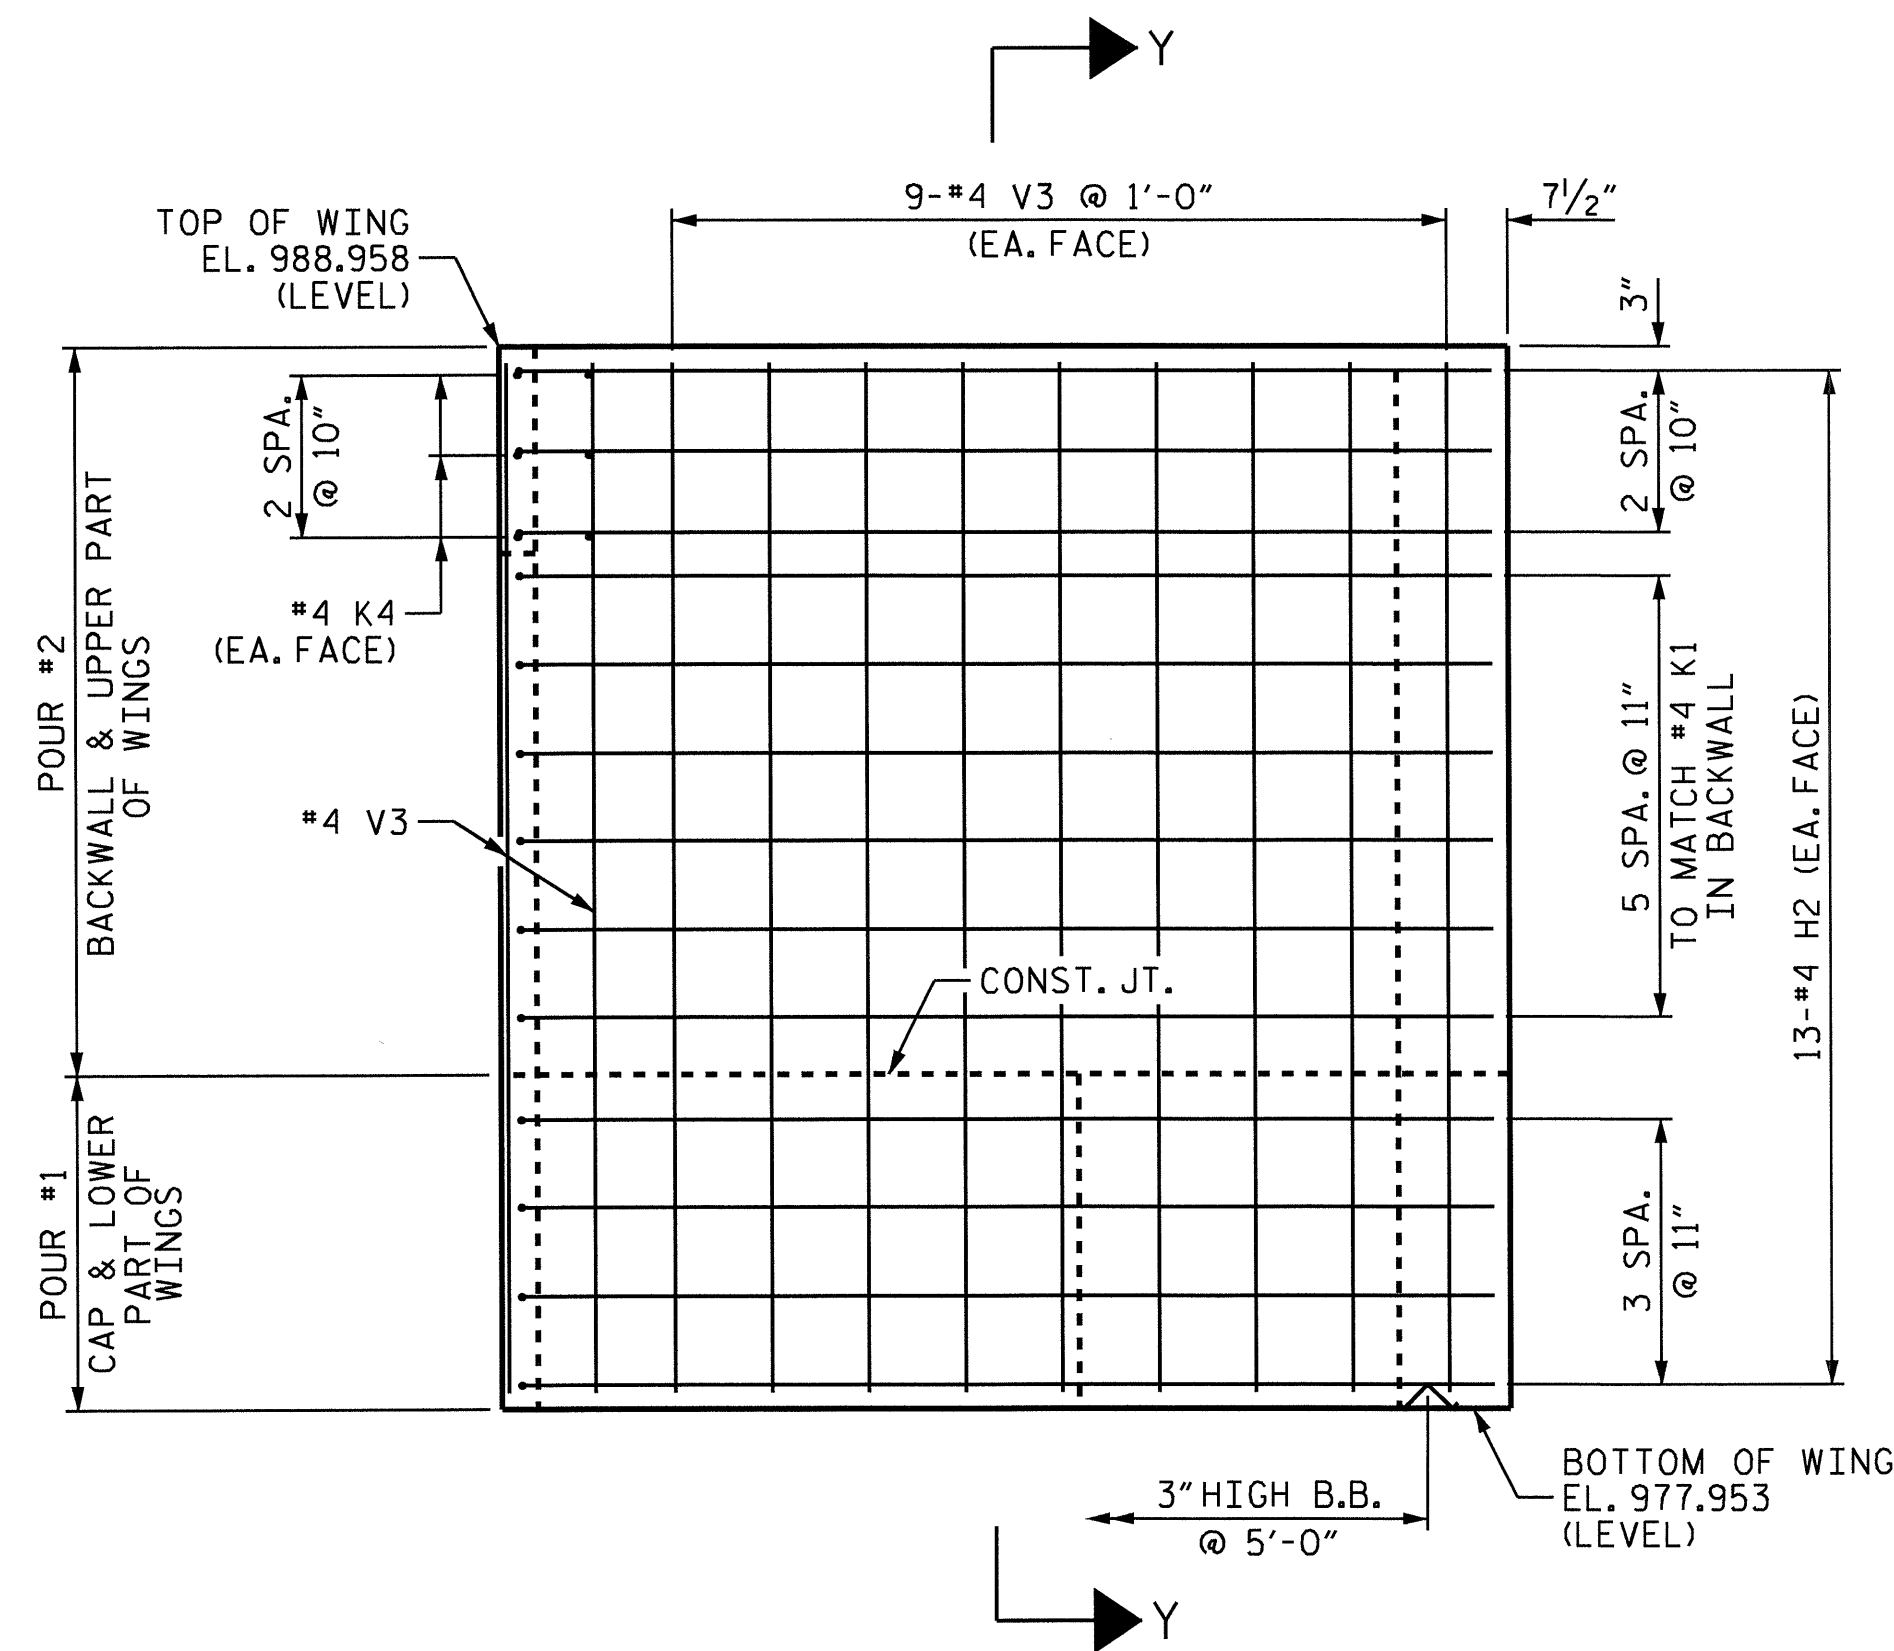 Y
9-#4 V3 @ 1'-0"
(EA. FACE)
7 1/2"
TOP OF WING
EL. 988.958
(LEVEL)
3"
2 SPA.
@ 10"
2 SPA.
@ 10"
#4 K4
(EA. FACE)
POUR #2
BACKWALL & UPPER PART
OF WINGS
#4 V3
5 SPA. @ 11"
TO MATCH #4 K1
IN BACKWALL
13-#4 H2 (EA. FACE)
CONST. JT.
POUR #1
CAP & LOWER
PART OF
WINGS
3 SPA.
@ 11"
3" HIGH B.B.
@ 5'-0"
BOTTOM OF WING
EL. 977.953
(LEVEL)
Y